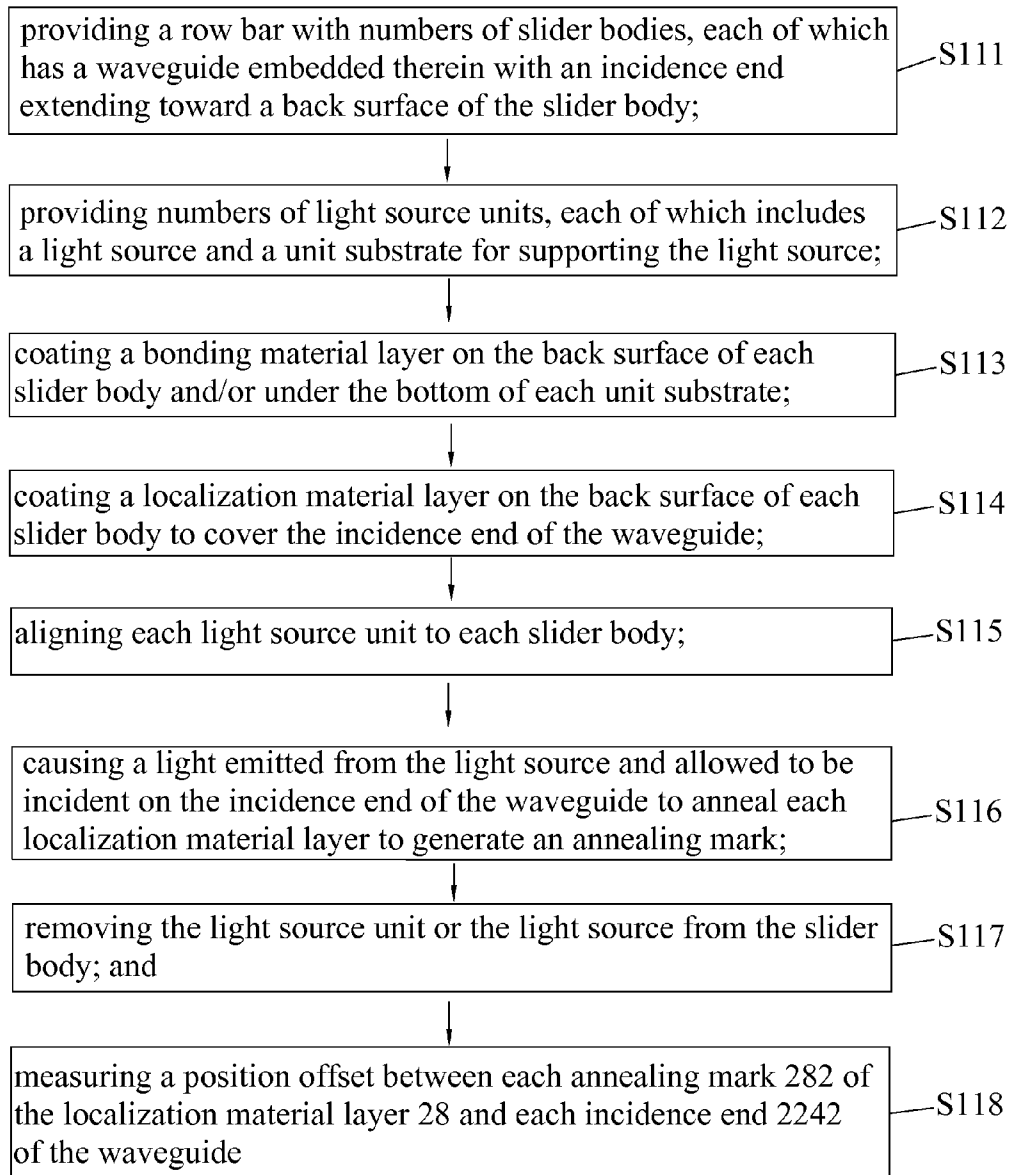 providing a row bar with numbers of slider bodies, each of which
has a waveguide embedded therein with an incidence end
extending toward a back surface of the slider body;
S111
providing numbers of light source units, each of which includes
a light source and a unit substrate for supporting the light source;
S112
coating a bonding material layer on the back surface of each
slider body and/or under the bottom of each unit substrate;
S113
coating a localization material layer on the back surface of each
slider body to cover the incidence end of the waveguide;
S114
aligning each light source unit to each slider body;
S115
causing a light emitted from the light source and allowed to be
incident on the incidence end of the waveguide to anneal each
localization material layer to generate an annealing mark;
S116
removing the light source unit or the light source from the slider
body; and
S117
measuring a position offset between each annealing mark 282 of
the localization material layer 28 and each incidence end 2242
of the waveguide
S118